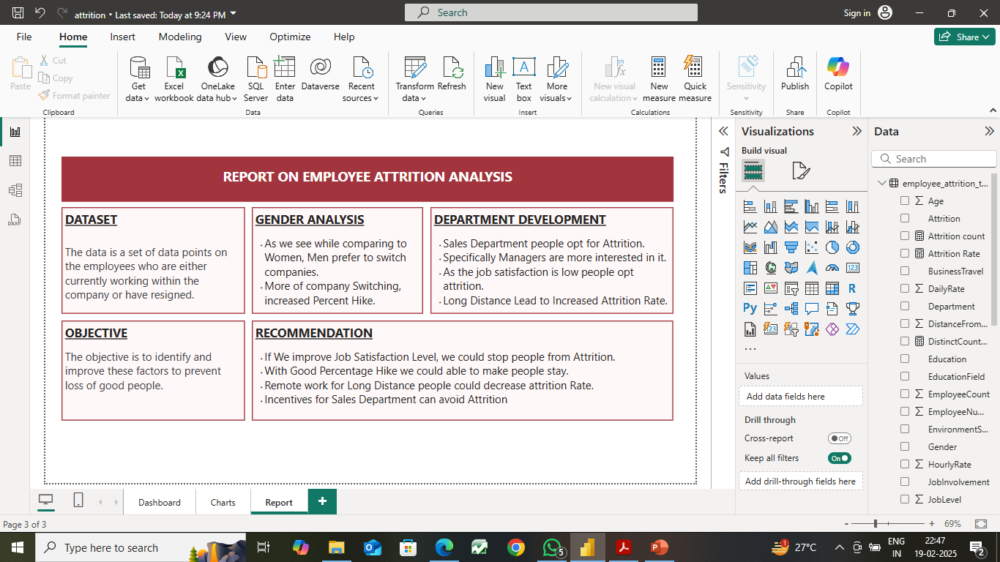 attrition • Last saved: Today at 9:24 PM
Search
Sign in
File
Home
Insert
Modeling
View
Optimize
Help
Share
Paste
Cut
Copy
Format painter
Clipboard
Get data
Excel workbook
OneLake data hub
SQL Server
Enter data
Dataverse
Recent sources
Data
Transform data
Refresh
Queries
New visual
Text box
More visuals
Insert
New visual calculation
New measure
Quick measure
Calculations
Sensitivity
Sensitivity
Publish
Share
Copilot
Copilot
REPORT ON EMPLOYEE ATTRITION ANALYSIS
DATASET
The data is a set of data points on
the employees who are either
currently working within the
company or have resigned.
GENDER ANALYSIS
• As we see while comparing to
Women, Men prefer to switch
companies.
• More of company Switching,
increased Percent Hike.
DEPARTMENT DEVELOPMENT
• Sales Department people opt for Attrition.
• Specifically Managers are more interested in it.
• As the job satisfaction is low people opt
attrition.
• Long Distance Lead to Increased Attrition Rate.
OBJECTIVE
The objective is to identify and
improve these factors to prevent
loss of good people.
RECOMMENDATION
• If We improve Job Satisfaction Level, we could stop people from Attrition.
• With Good Percentage Hike we could able to make people stay.
• Remote work for Long Distance people could decrease attrition Rate.
• Incentives for Sales Department can avoid Attrition
Filters
Visualizations
Build visual
R
Py
123
123
...
Values
Add data fields here
Drill through
Cross-report
Off
Keep all filters
On
Add drill-through fields here
Data
Search
employee_attrition_t...
Age
Attrition
Attrition count
Attrition Rate
BusinessTravel
DailyRate
Department
DistanceFrom...
DistinctCount...
Education
EducationField
EmployeeCount
EmployeeNu...
EnvironmentS...
Gender
HourlyRate
JobInvolvement
JobLevel
DAX
Dashboard
Charts
Report
+
Page 3 of 3
- + 69%
Type here to search
5
1
27°C
ENG
IN
22:47
19-02-2025
2